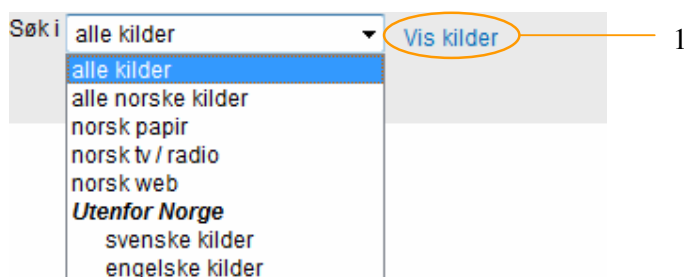 Søk i alle kilder Vis kilder 1
alle kilder
alle norske kilder
norsk papir
norsk tv / radio
norsk web
Utenfor Norge
svenske kilder
engelske kilder